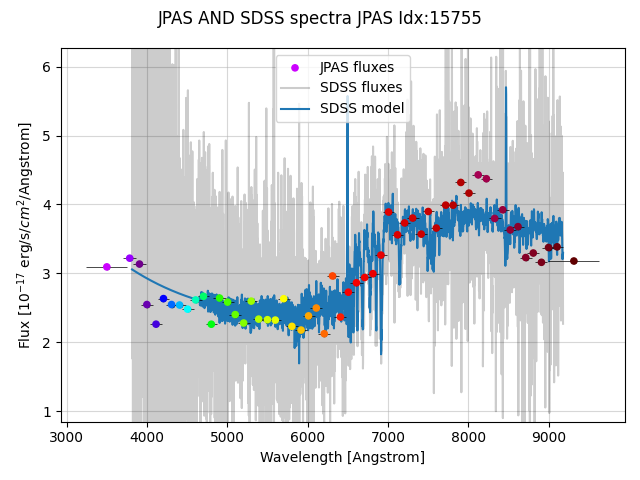 JPAS AND SDSS spectra JPAS Idx:15755
JPAS fluxes
SDSS fluxes
SDSS model
Flux [10^{-17} erg/s/cm^2/Angstrom]
6
5
4
3
2
1
3000 4000 5000 6000 7000 8000 9000
Wavelength [Angstrom]